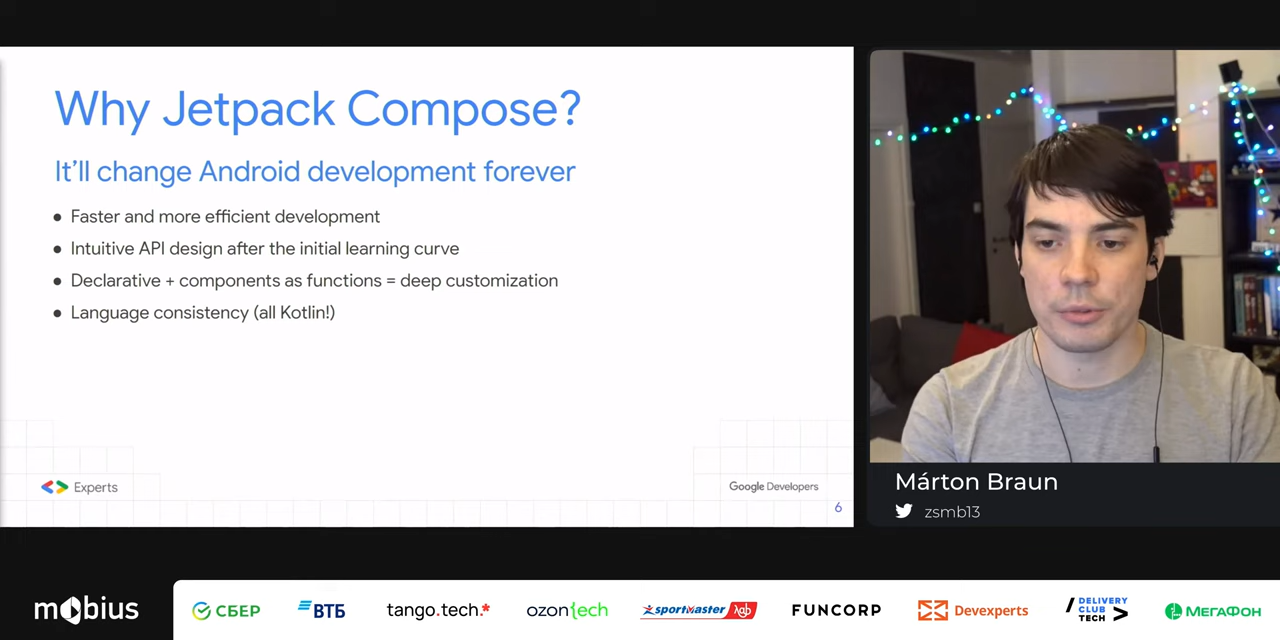 Why Jetpack Compose?
It’ll change Android development forever
● Faster and more efficient development
● Intuitive API design after the initial learning curve
● Declarative + components as functions = deep customization
● Language consistency (all Kotlin!)
Experts
Google Developers
6
Márton Braun
zsmb13
mobius
СБЕР
ВТБ
tango.tech.*
ozon{tech
sportmaster lab
FUNCORP
Devexperts
/ DELIVERY
CLUB
TECH >
МЕГАФОН